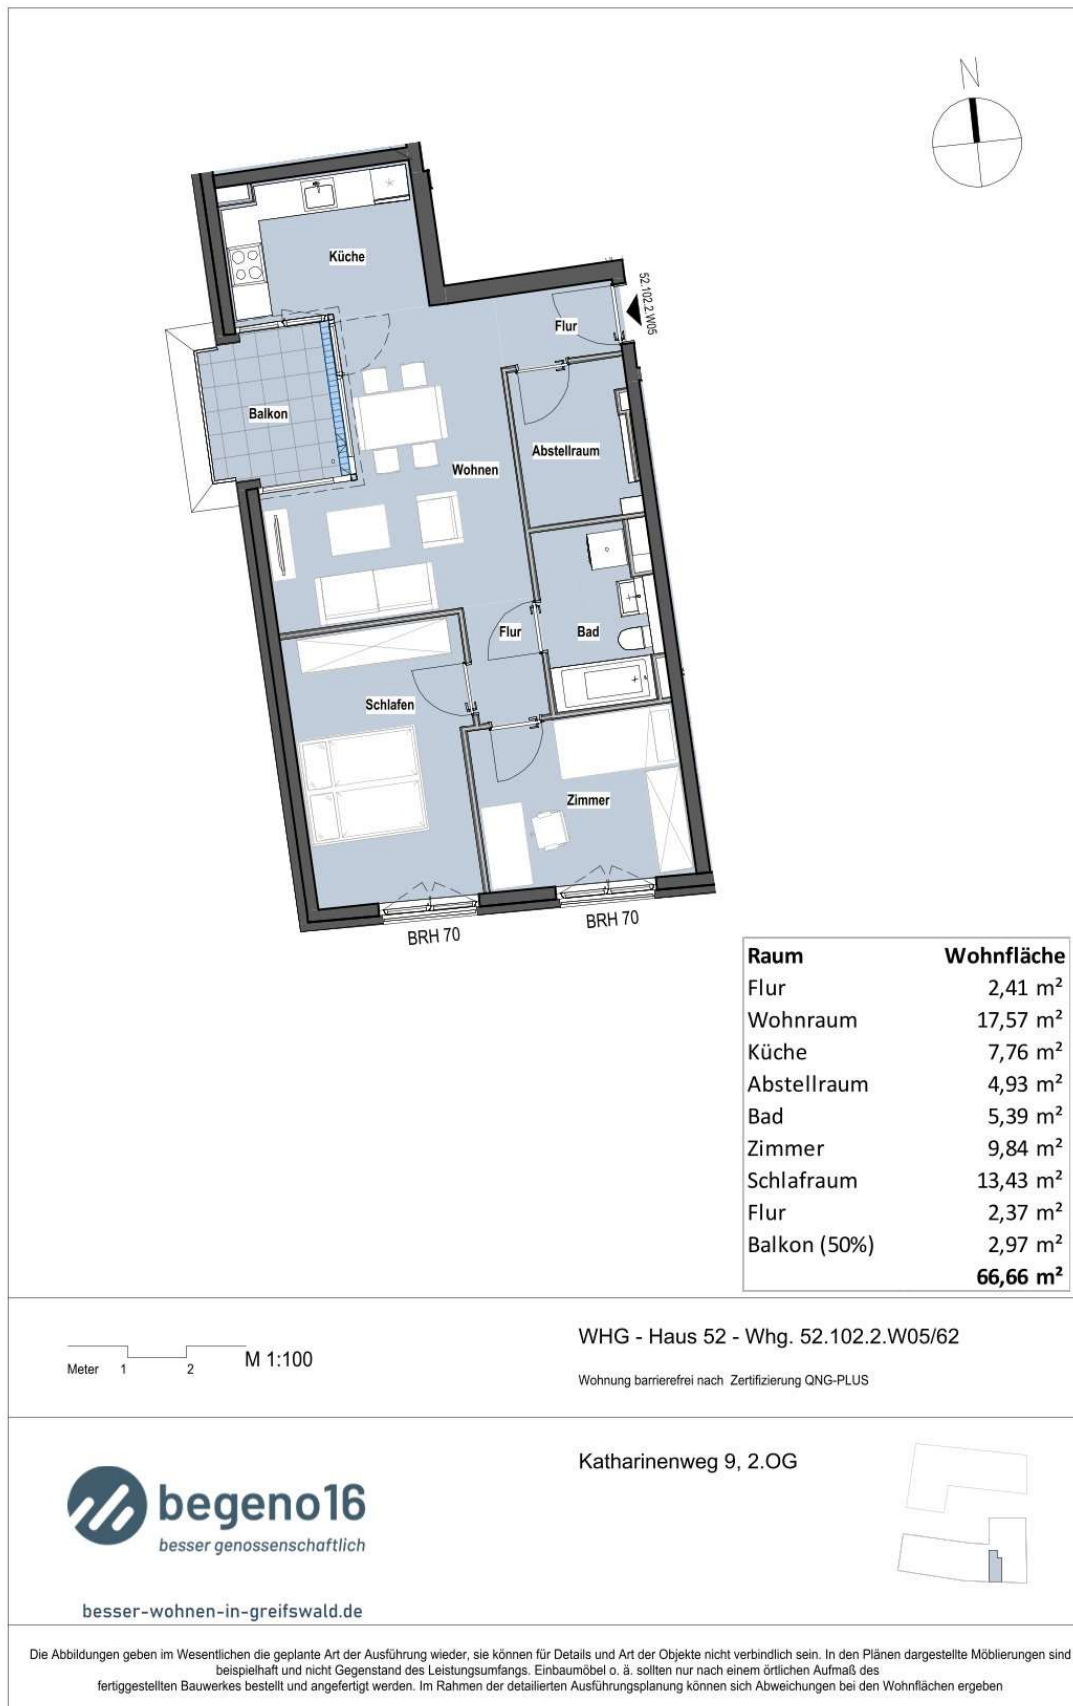 N
Küche
52.102.2.W05
Flur
Balkon
Wohnen
Abstellraum
Flur
Bad
Schlafen
Zimmer
BRH 70
BRH 70
Raum Wohnfläche
Flur 2,41 m²
Wohnraum 17,57 m²
Küche 7,76 m²
Abstellraum 4,93 m²
Bad 5,39 m²
Zimmer 9,84 m²
Schlafraum 13,43 m²
Flur 2,37 m²
Balkon (50%) 2,97 m²
66,66 m²
Meter 1 2 M 1:100
WHG - Haus 52 - Whg. 52.102.2.W05/62
Wohnung barrierefrei nach Zertifizierung QNG-PLUS
Katharinenweg 9, 2.OG
begeno16
besser genossenschaftlich
besser-wohnen-in-greifswald.de
Die Abbildungen geben im Wesentlichen die geplante Art der Ausführung wieder, sie können für Details und Art der Objekte nicht verbindlich sein. In den Plänen dargestellte Möblierungen sind
beispielhaft und nicht Gegenstand des Leistungsumfangs. Einbaumöbel o. ä. sollten nur nach einem örtlichen Aufmaß des
fertiggestellten Bauwerkes bestellt und angefertigt werden. Im Rahmen der detailierten Ausführungsplanung können sich Abweichungen bei den Wohnflächen ergeben